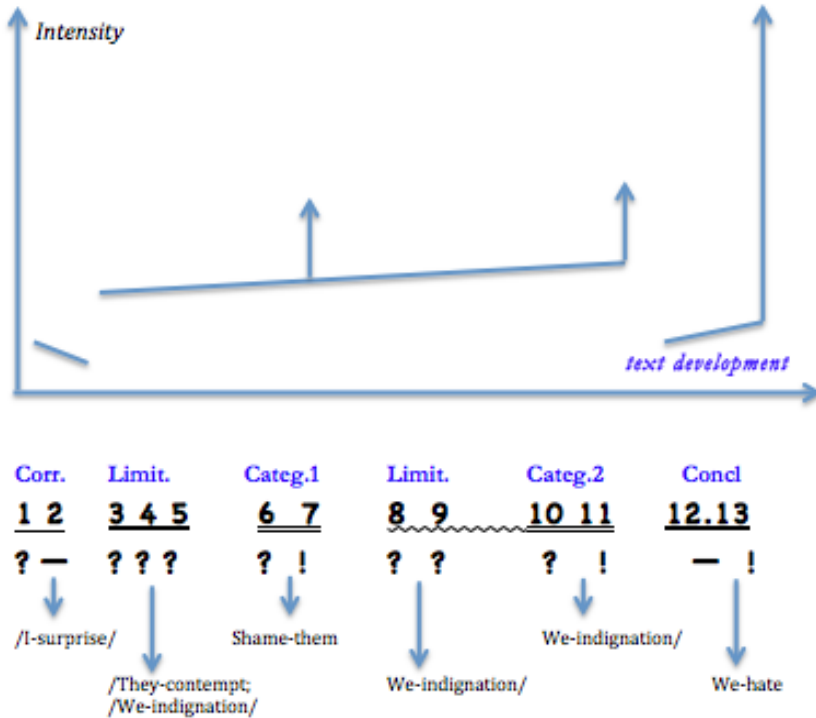 Intensity
text development
Corr. Limit. Categ.1 Limit. Categ.2 Concl
1 2 3 4 5 6 7 8 9 10 11 12.13
? — ? ? ? ? ! ? ? ? ! — !
/I-surprise/ Shame-them We-indignation/
/They-contempt; We-indignation/ We-hate
/We-indignation/